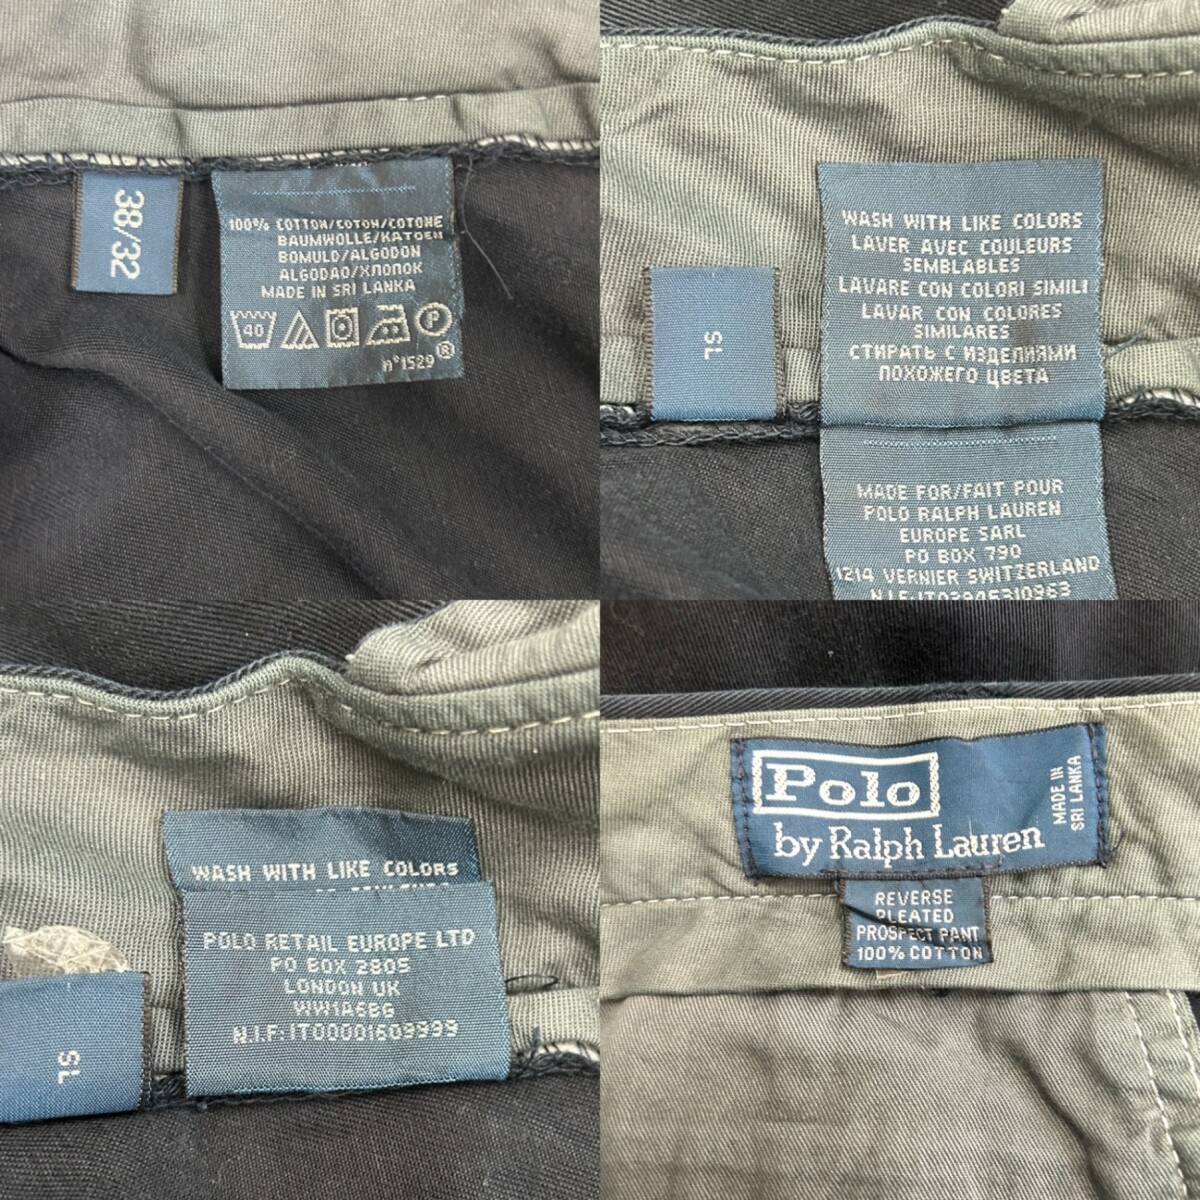 38/32
100% COTTON/COTON/COTONE
BAUMWOLLE/KATOEN
BOMULD/ALGODON
ALGODAO/ХЛОПОК
MADE IN SRI LANKA
40
P
n°1529®
SL
WASH WITH LIKE COLORS
LAVER AVEC COULEURS
SEMBLABLES
LAVARE CON COLORI SIMILI
LAVAR CON COLORES
SIMILARES
СТИРАТЬ С ИЗДЕЛИЯМИ
ПОХОЖЕГО ЦВЕТА
MADE FOR/FAIT POUR
POLO RALPH LAUREN
EUROPE SARL
PO BOX 790
1214 VERNIER SWITZERLAND
WASH WITH LIKE COLORS
POLO RETAIL EUROPE LTD
PO BOX 2805
LONDON UK
WW1A6BG
N.I.F:IT00001609999
SL
Polo
by Ralph Lauren
MADE IN
SRI LANKA
REVERSE
PLEATED
PROSPECT PANT
100% COTTON